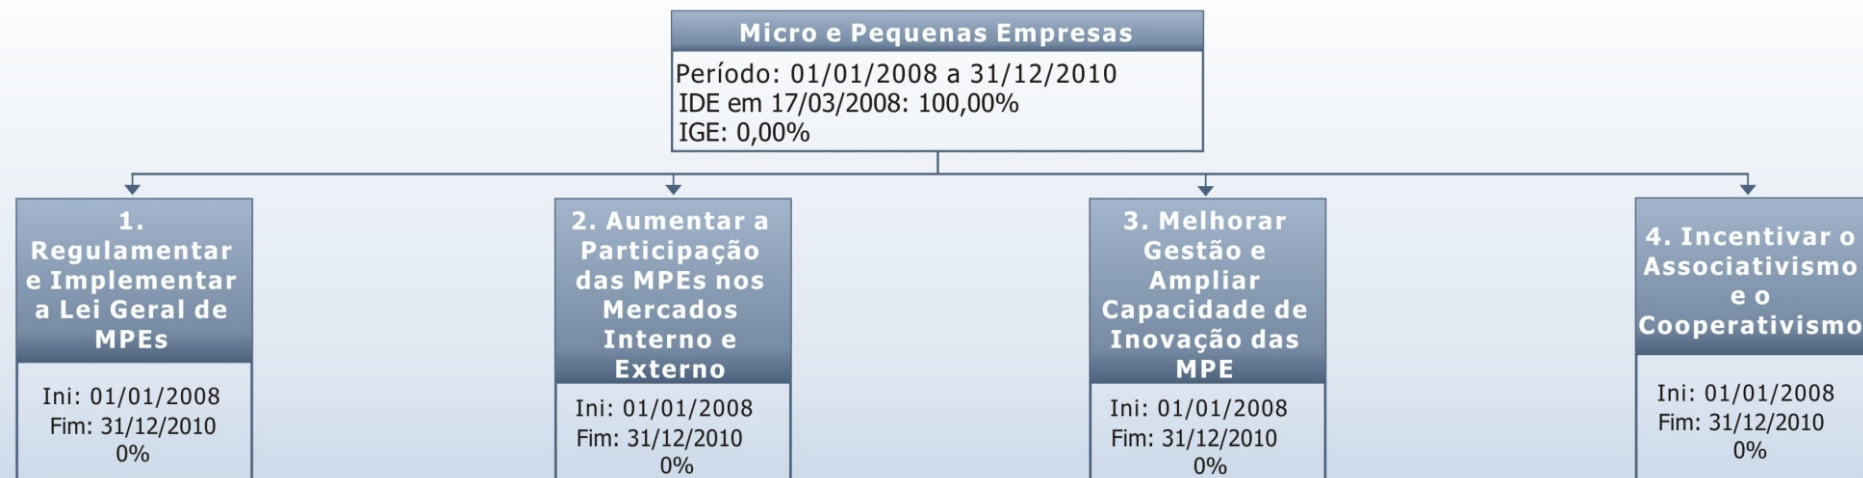 Micro e Pequenas Empresas
Período: 01/01/2008 a 31/12/2010
IDE em 17/03/2008: 100,00%
IGE: 0,00%
1.
Regulamentar
e Implementar
a Lei Geral de
MPEs
Ini: 01/01/2008
Fim: 31/12/2010
0%
2. Aumentar a
Participação
das MPEs nos
Mercados
Interno e
Externo
Ini: 01/01/2008
Fim: 31/12/2010
0%
3. Melhorar
Gestão e
Ampliar
Capacidade de
Inovação das
MPE
Ini: 01/01/2008
Fim: 31/12/2010
0%
4. Incentivar o
Associativismo
e o
Cooperativismo
Ini: 01/01/2008
Fim: 31/12/2010
0%